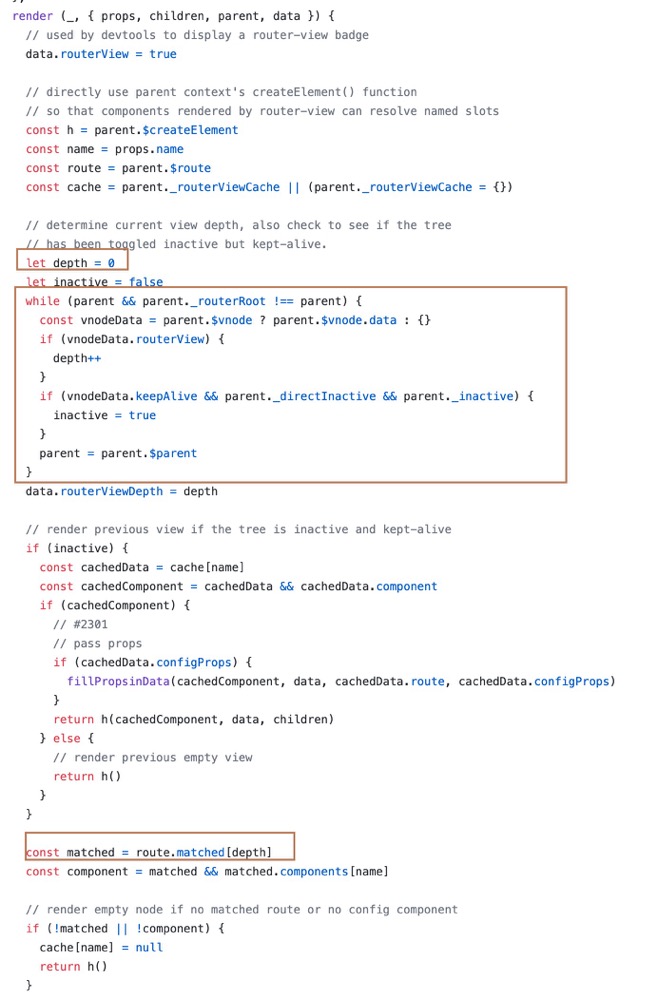 render (_, { props, children, parent, data }) {
  // used by devtools to display a router-view badge
  data.routerView = true

  // directly use parent context's createElement() function
  // so that components rendered by router-view can resolve named slots
  const h = parent.$createElement
  const name = props.name
  const route = parent.$route
  const cache = parent._routerViewCache || (parent._routerViewCache = {})

  // determine current view depth, also check to see if the tree
  // has been toggled inactive but kept-alive.
  let depth = 0
  let inactive = false
  while (parent && parent._routerRoot !== parent) {
    const vnodeData = parent.$vnode ? parent.$vnode.data : {}
    if (vnodeData.routerView) {
      depth++
    }
    if (vnodeData.keepAlive && parent._directInactive && parent._inactive) {
      inactive = true
    }
    parent = parent.$parent
  }
  data.routerViewDepth = depth

  // render previous view if the tree is inactive and kept-alive
  if (inactive) {
    const cachedData = cache[name]
    const cachedComponent = cachedData && cachedData.component
    if (cachedComponent) {
      // #2301
      // pass props
      if (cachedData.configProps) {
        fillPropsinData(cachedComponent, data, cachedData.route, cachedData.configProps)
      }
      return h(cachedComponent, data, children)
    } else {
      // render previous empty view
      return h()
    }
  }

  const matched = route.matched[depth]
  const component = matched && matched.components[name]

  // render empty node if no matched route or no config component
  if (!matched || !component) {
    cache[name] = null
    return h()
  }